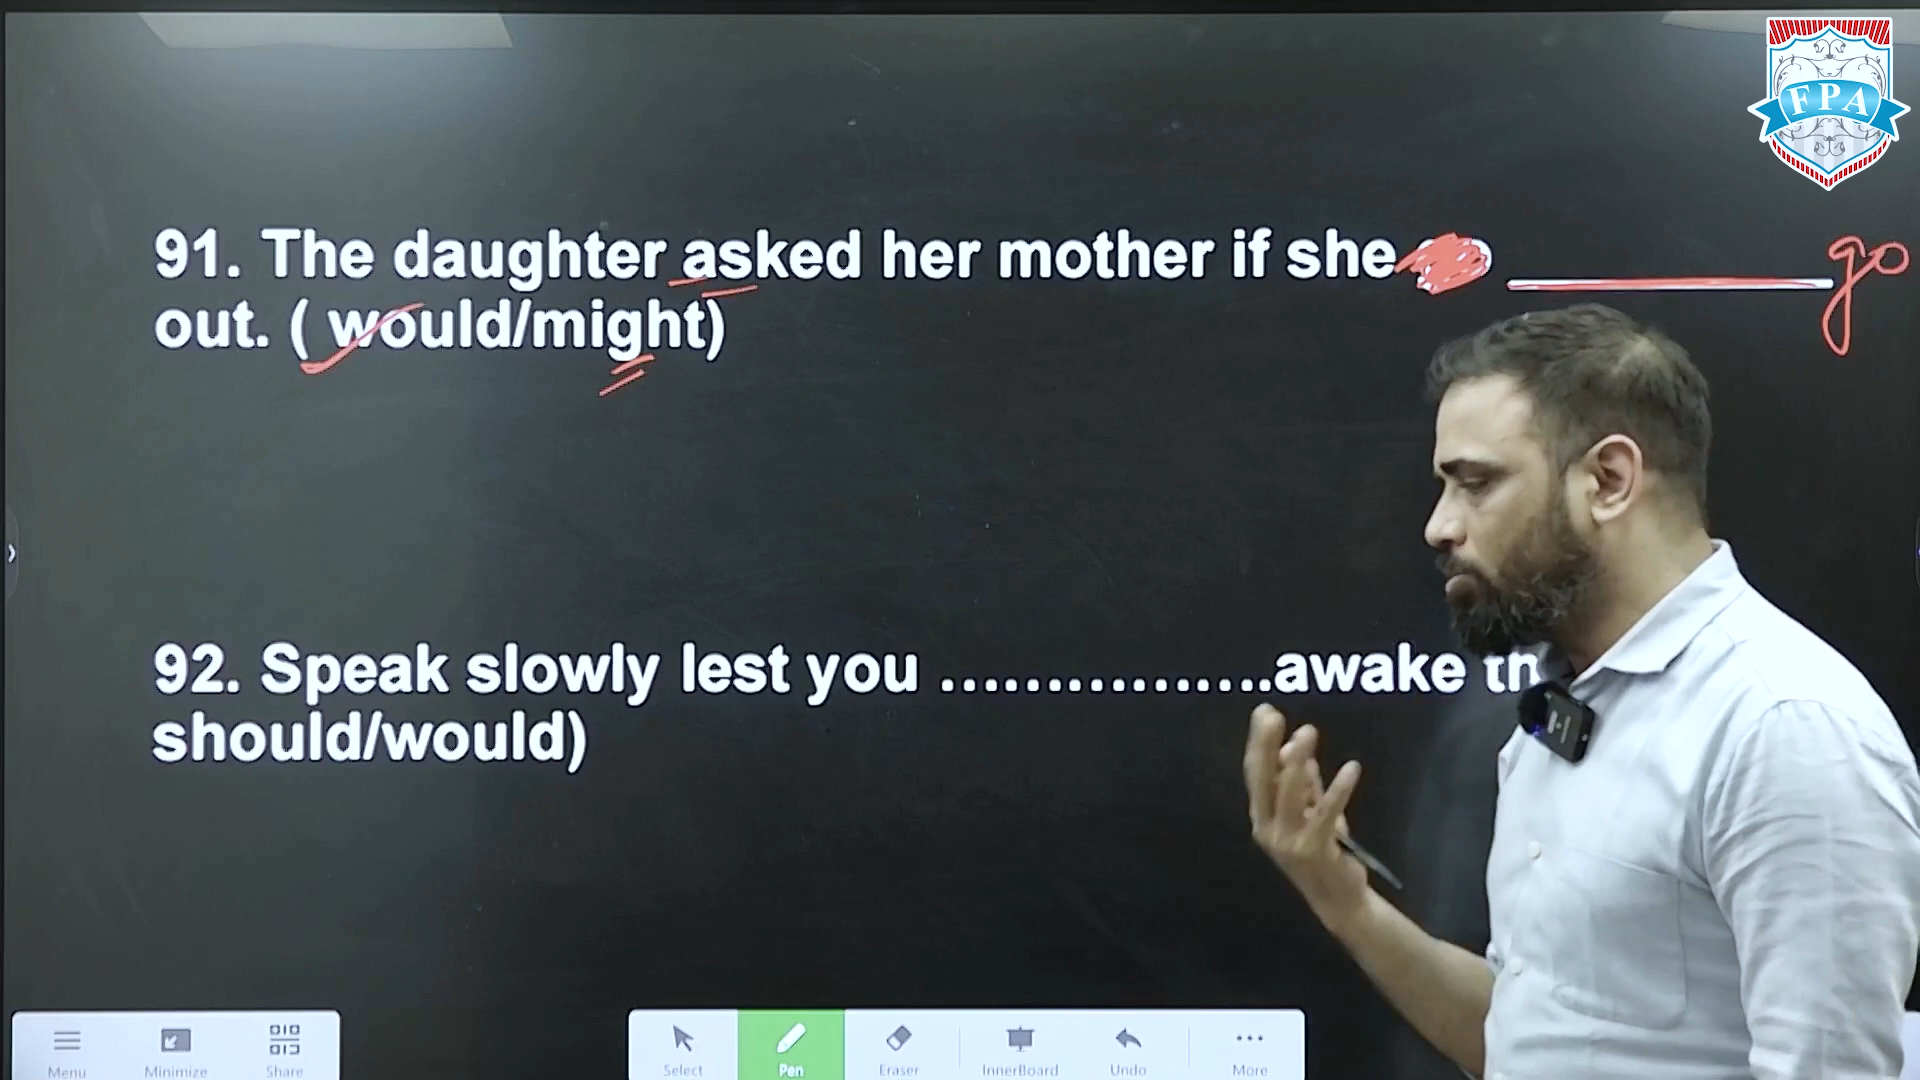 FPA
91. The daughter asked her mother if she __________ go
out. ( would/might)
92. Speak slowly lest you ................awake
should/would)
Menu
Minimize
Share
Select
Pen
Eraser
InnerBoard
Undo
More